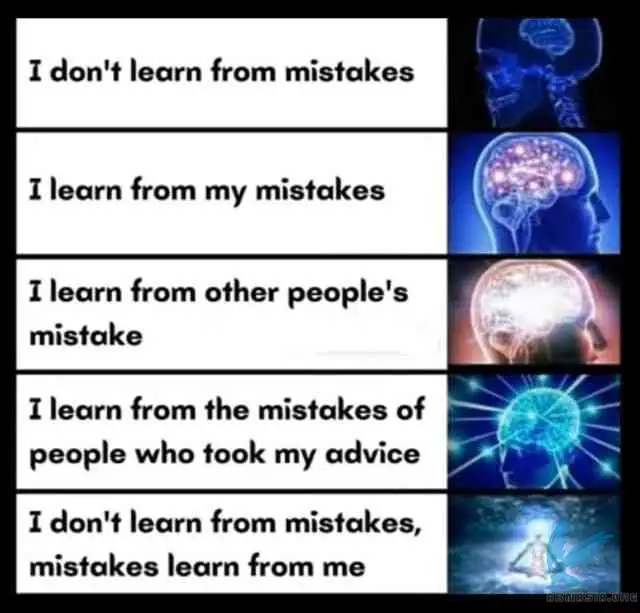 I don't learn from mistakes
I learn from my mistakes
I learn from other people's
mistake
I learn from the mistakes of
people who took my advice
I don't learn from mistakes,
mistakes learn from me